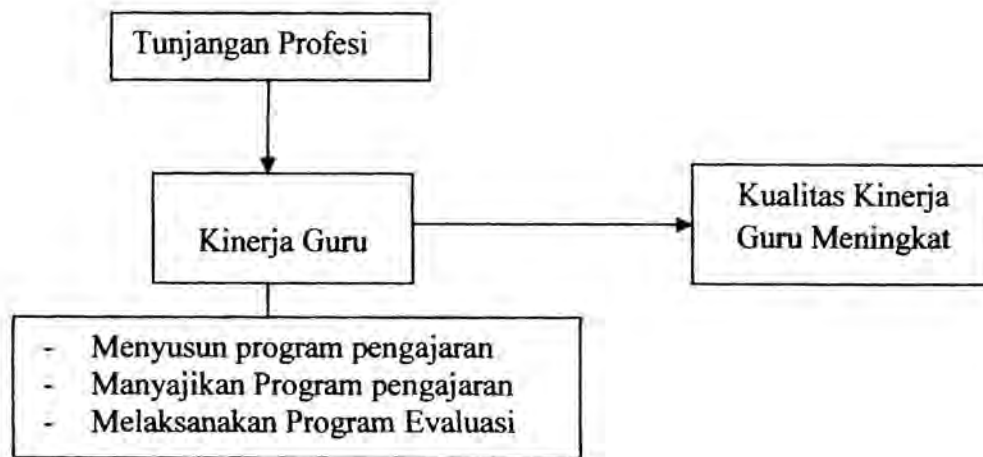 Tunjangan Profesi
Kinerja Guru
Kualitas Kinerja
Guru Meningkat
- Menyusun program pengajaran
- Manyajikan Program pengajaran
- Melaksanakan Program Evaluasi